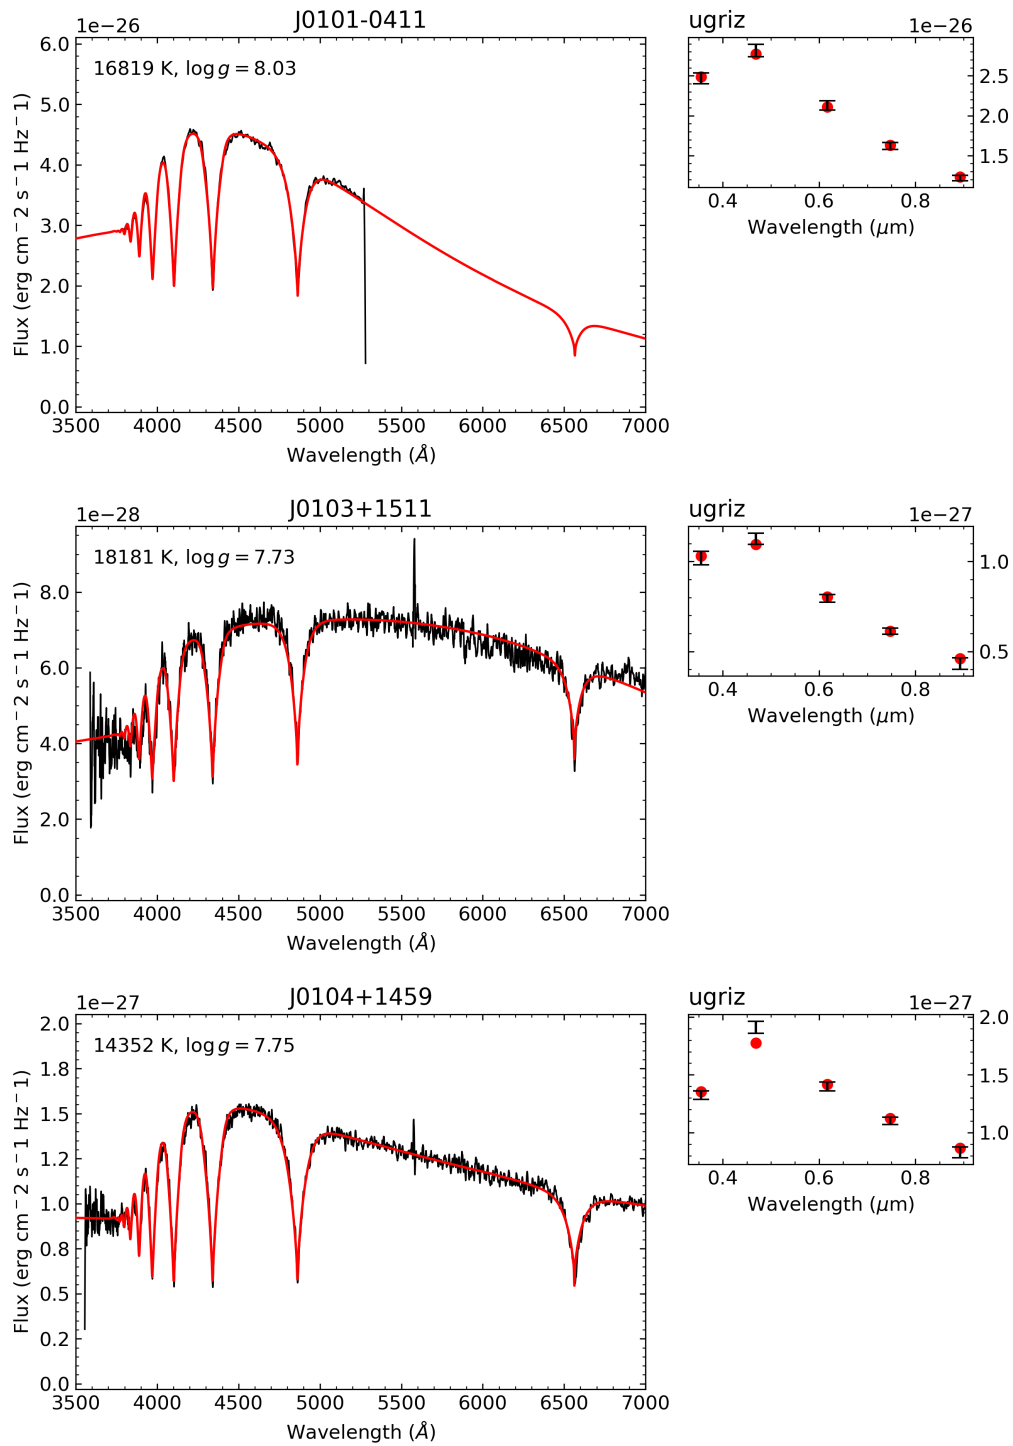 J0101-0411
1e−26
16819 K, log g = 8.03
6.0
5.0
4.0
3.0
2.0
1.0
0.0
Flux (erg cm−2 s−1 Hz−1)
3500 4000 4500 5000 5500 6000 6500 7000
Wavelength (Å)
ugriz 1e−26
2.5
2.0
1.5
0.4 0.6 0.8
Wavelength (μm)
J0103+1511
1e−28
18181 K, log g = 7.73
8.0
6.0
4.0
2.0
0.0
Flux (erg cm−2 s−1 Hz−1)
3500 4000 4500 5000 5500 6000 6500 7000
Wavelength (Å)
ugriz 1e−27
1.0
0.5
0.4 0.6 0.8
Wavelength (μm)
J0104+1459
1e−27
14352 K, log g = 7.75
2.0
1.8
1.5
1.2
1.0
0.8
0.5
0.2
0.0
Flux (erg cm−2 s−1 Hz−1)
3500 4000 4500 5000 5500 6000 6500 7000
Wavelength (Å)
ugriz 1e−27
2.0
1.5
1.0
0.4 0.6 0.8
Wavelength (μm)